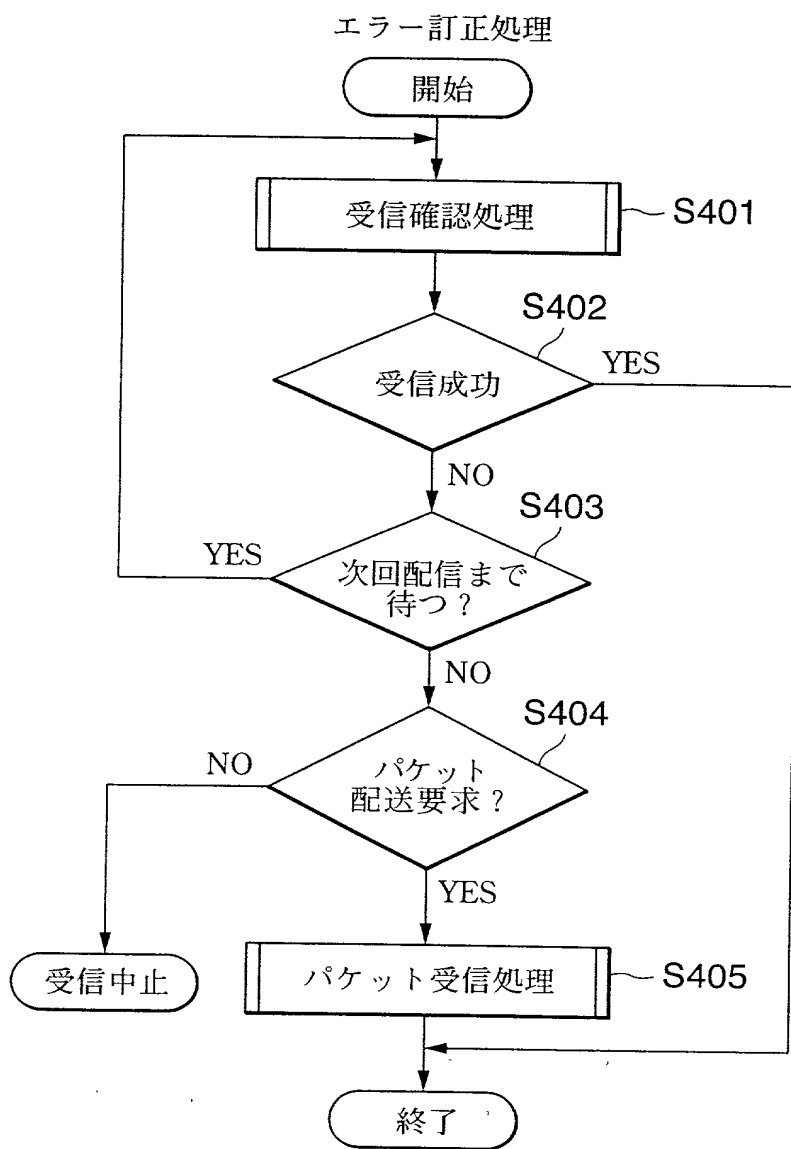 エラー訂正処理
開始
受信確認処理
S401
S402
受信成功
YES
NO
S403
YES
次回配信まで
待つ？
NO
S404
NO
パケット
配送要求？
YES
受信中止
パケット受信処理
S405
終了